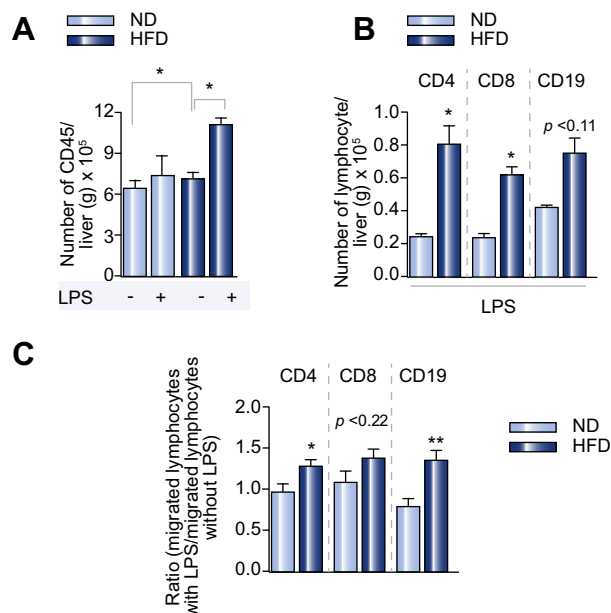 A
ND
HFD
*
*
Number of CD45/
liver (g) x 10⁵
12
9
6
3
0
LPS
- + - +
B
ND
HFD
CD4 CD8 CD19
Number of lymphocyte/
liver (g) x 10⁵
1.0
0.8
0.6
0.4
0.2
0.0
*
*
p <0.11
LPS
C
CD4 CD8 CD19
Ratio (migrated lymphocytes
with LPS/migrated lymphocytes
without LPS)
2.0
1.5
1.0
0.5
0.0
*
p <0.22
**
ND
HFD